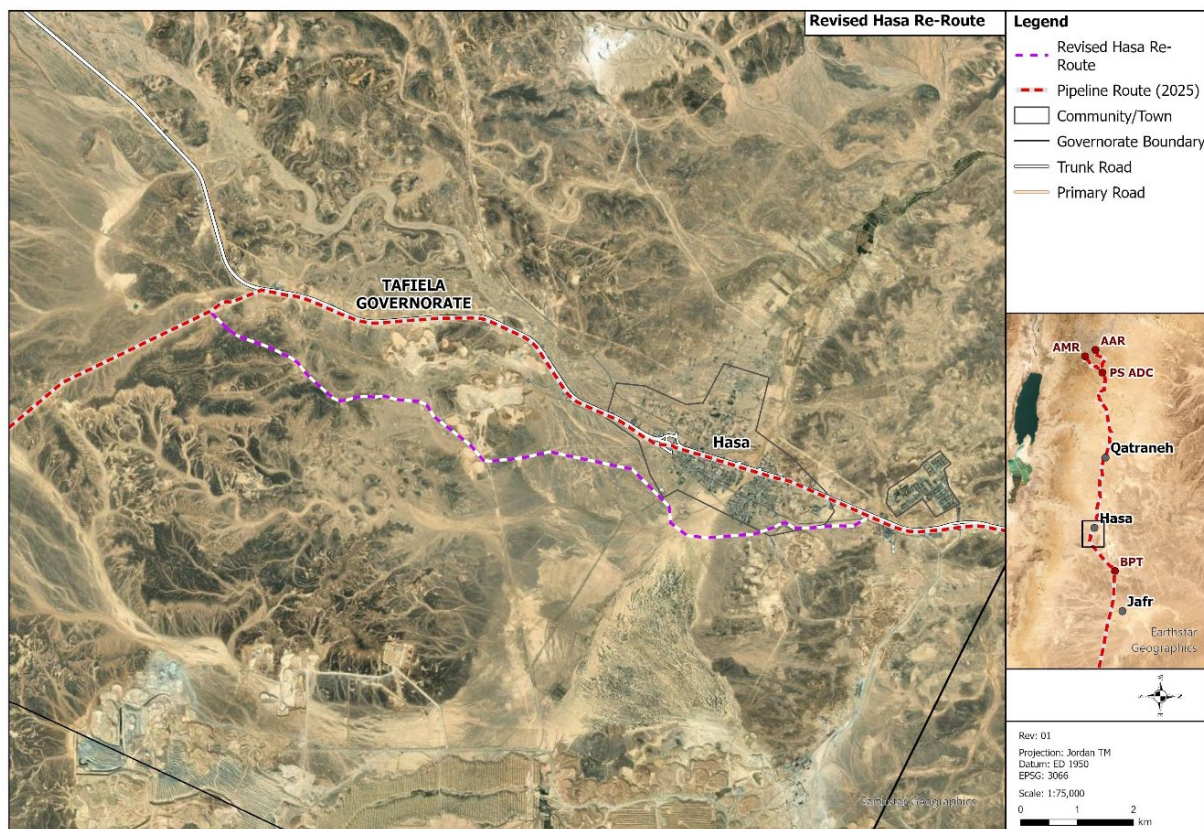 Revised Hasa Re-Route
TAFIELA
GOVERNORATE
Hasa
Earthstar Geographics
Legend
Revised Hasa Re-
Route
Pipeline Route (2025)
Community/Town
Governorate Boundary
Trunk Road
Primary Road
AAR
AMR
PS ADC
Qatraneh
Hasa
BPT
Jafr
Earthstar
Geographics
Rev: 01
Projection: Jordan TM
Datum: ED 1950
EPSG: 3066
Scale: 1:75,000
0 1 2
km